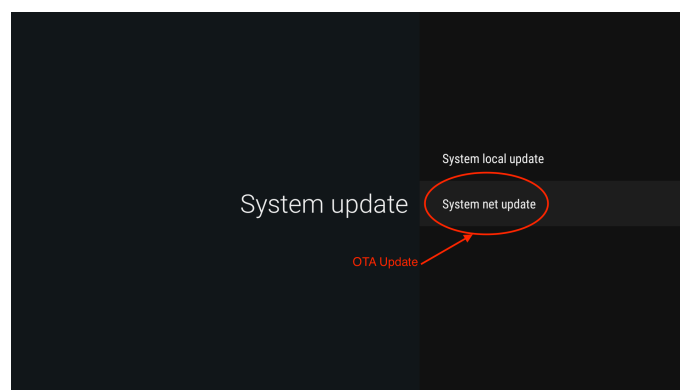 System local update
System update
System net update
OTA Update